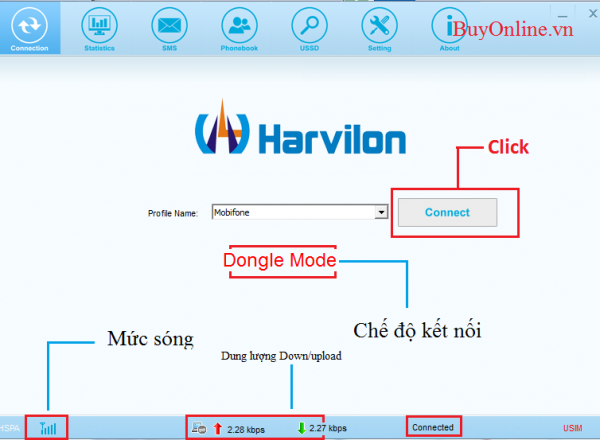 Connection
Statistics
SMS
Phonebook
USSD
Setting
About
BuyOnline.vn
Harvilon
Click
Profile Name:
Mobifone
Connect
Dongle Mode
Chế độ kết nối
Mức sóng
Dung lượng Down/upload
HSPA
2.28 kbps
2.27 kbps
Connected
USIM